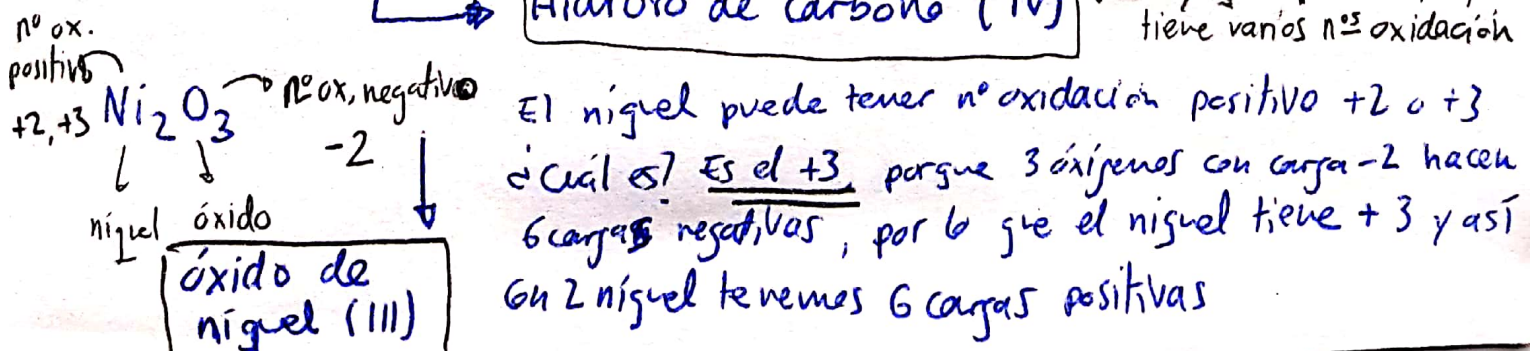 Hidruro de carbono (IV)
tiene varios nºs oxidación
nº ox.
positivo
+2, +3 Ni2O3 nº ox, negativo
-2
níquel óxido
óxido de
níquel (III)
El níquel puede tener nº oxidación positivo +2 o +3
¿Cuál es? Es el +3, porque 3 oxígenos con carga -2 hacen
6 cargas negativas, por lo que el niquel tiene +3 y así
en 2 níquel tenemos 6 cargas positivas